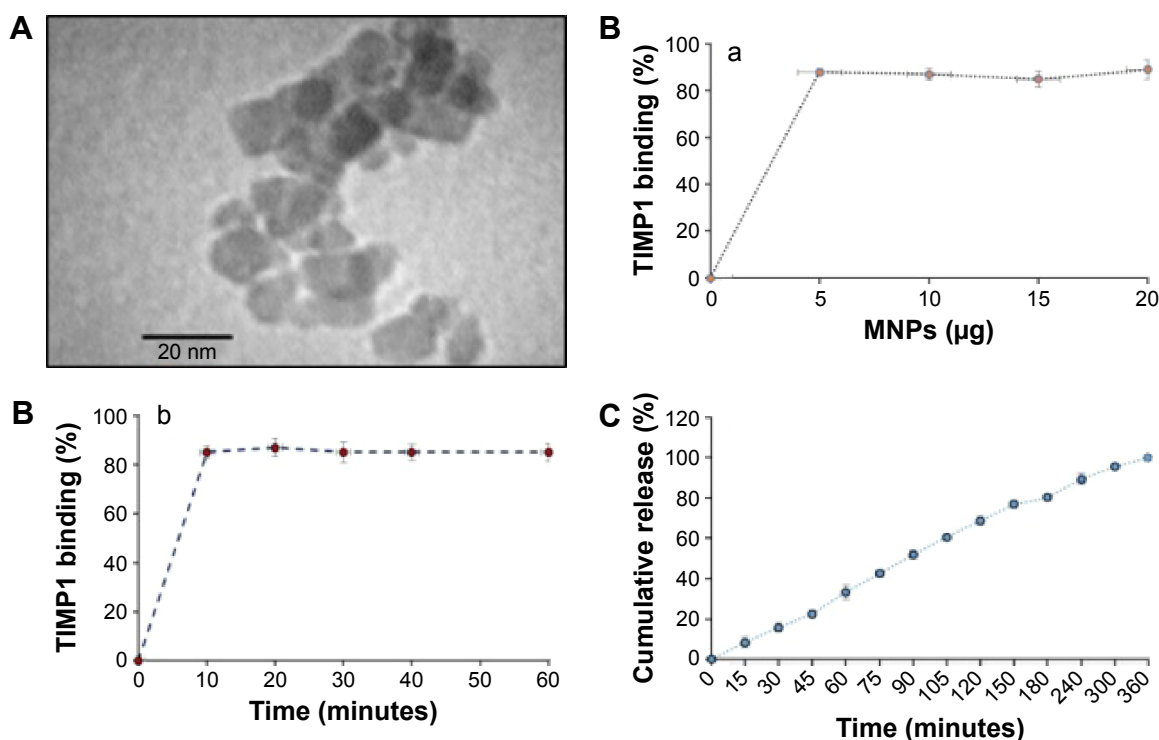 A
20 nm
B
a
TIMP1 binding (%)
100
80
60
40
20
0
0 5 10 15 20
MNPs (µg)
B
b
TIMP1 binding (%)
100
80
60
40
20
0
0 10 20 30 40 50 60
Time (minutes)
C
Cumulative release (%)
120
100
80
60
40
20
0
0 15 30 45 60 75 90 105 120 150 180 240 300 360
Time (minutes)